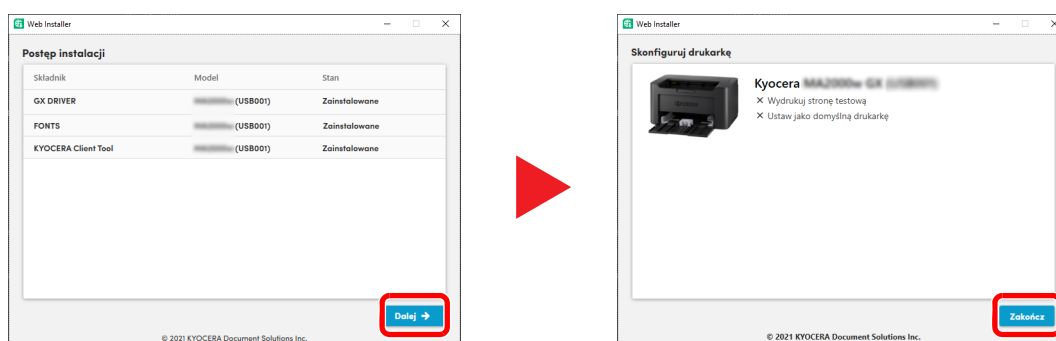 Web Installer
Postęp instalacji
Składnik Model Stan
GX DRIVER (USB001) Zainstalowane
FONTS (USB001) Zainstalowane
KYOCERA Client Tool (USB001) Zainstalowane
Dalej →
© 2021 KYOCERA Document Solutions Inc.
Web Installer
Skonfiguruj drukarkę
Kyocera
✕ Wydrukuj stronę testową
✕ Ustaw jako domyślną drukarkę
Zakończ
© 2021 KYOCERA Document Solutions Inc.